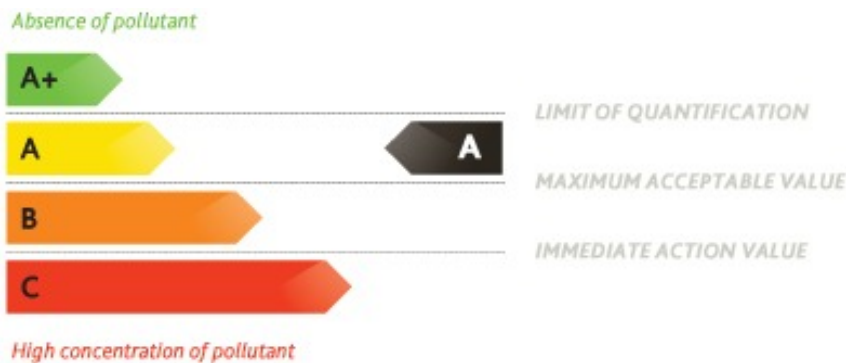 Absence of pollutant
A+
LIMIT OF QUANTIFICATION
A A
MAXIMUM ACCEPTABLE VALUE
B
IMMEDIATE ACTION VALUE
C
High concentration of pollutant